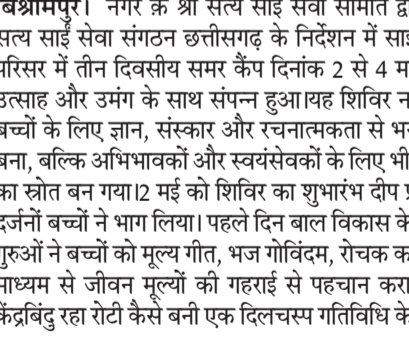 बिश्रामपुर। नगर के श्री सत्य साईं सेवा समिति
सत्य साईं सेवा संगठन छत्तीसगढ़ के निर्देशन में
परिसर में तीन दिवसीय समर कैंप दिनांक 2 से 4
उत्साह और उमंग के साथ संपन्न हुआ।यह शिविर
बच्चों के लिए ज्ञान, संस्कार और रचनात्मकता से
बना, बल्कि अभिभावकों और स्वयंसेवकों के लिए भी
का स्रोत बन गया।2 मई को शिविर का शुभारंभ दीप
दर्जनों बच्चों ने भाग लिया। पहले दिन बाल विकास के
गुरुओं ने बच्चों को मूल्य गीत, भज गोविंदम, रोचक
माध्यम से जीवन मूल्यों की गहराई से पहचान करा
केंद्रबिंदु रहा रोटी कैसे बनी एक दिलचस्प गतिविधि के